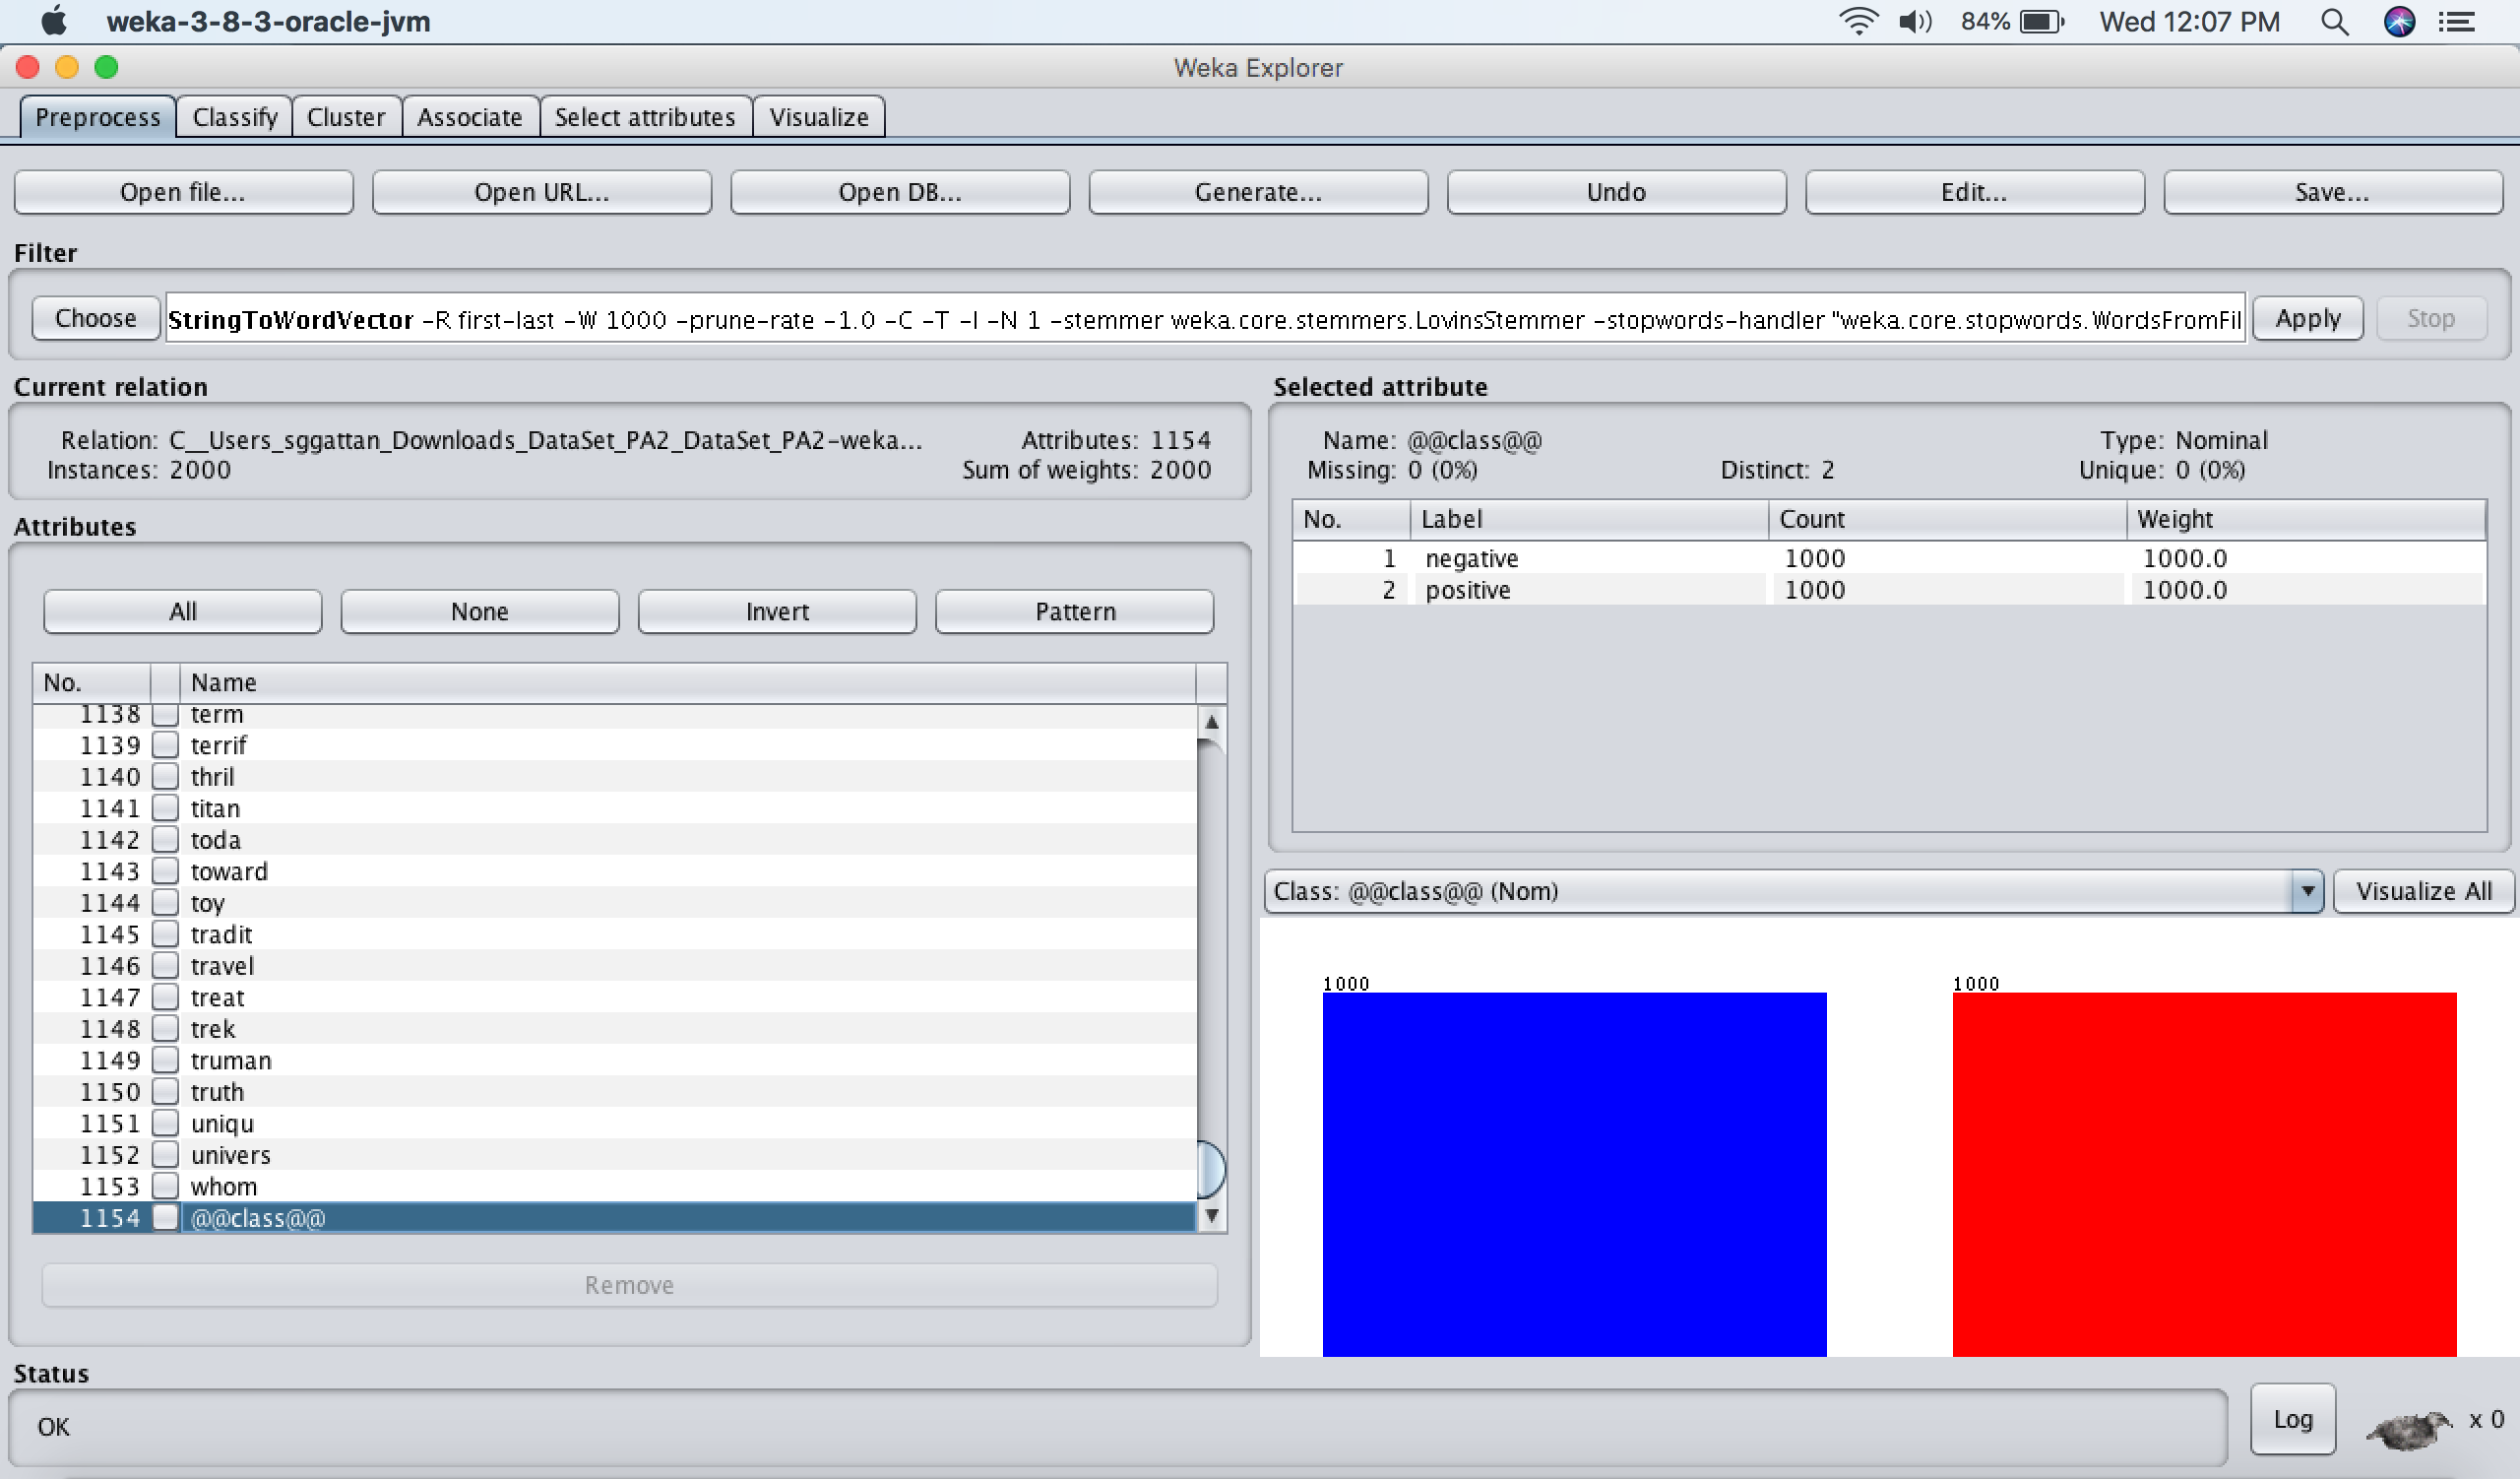 weka-3-8-3-oracle-jvm 84% Wed 12:07 PM
Weka Explorer
Preprocess Classify Cluster Associate Select attributes Visualize
Open file... Open URL... Open DB... Generate... Undo Edit... Save...
Filter
Choose StringToWordVector -R first-last -W 1000 -prune-rate -1.0 -C -T -I -N 1 -stemmer weka.core.stemmers.LovinsStemmer -stopwords-handler "weka.core.stopwords.WordsFromFil Apply Stop
Current relation
Relation: C__Users_sggattan_Downloads_DataSet_PA2_DataSet_PA2-weka... Attributes: 1154
Instances: 2000 Sum of weights: 2000
Attributes
All None Invert Pattern
No. Name
1138 term
1139 terrif
1140 thril
1141 titan
1142 toda
1143 toward
1144 toy
1145 tradit
1146 travel
1147 treat
1148 trek
1149 truman
1150 truth
1151 uniqu
1152 univers
1153 whom
1154 @@class@@
Remove
Selected attribute
Name: @@class@@ Type: Nominal
Missing: 0 (0%) Distinct: 2 Unique: 0 (0%)
No. Label Count Weight
1 negative 1000 1000.0
2 positive 1000 1000.0
Class: @@class@@ (Nom) Visualize All
1000 1000
Status
OK Log x 0